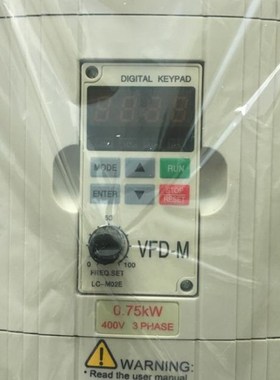 DIGITAL KEYPAD
MODE ▲ RUN
ENTER ▼ STOP RESET
50
0 100
VFD-M
FREQ.SET
LC-M02E
0.75kW
400V 3 PHASE
WARNING:
Read the user manual